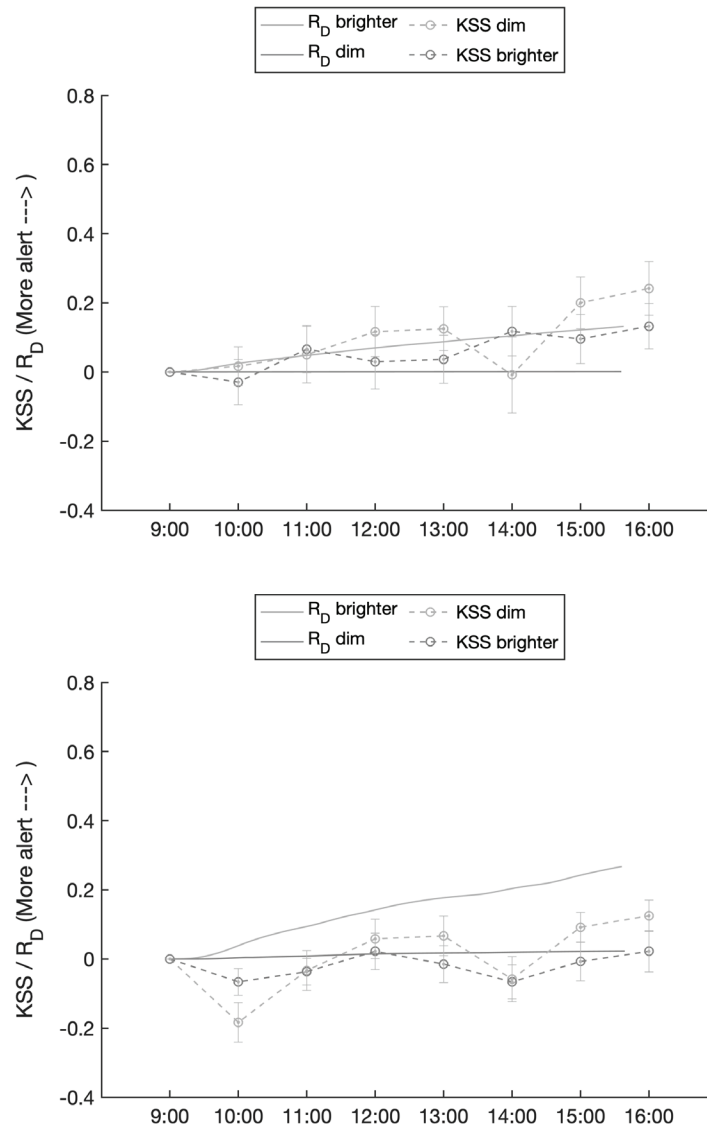 R_D brighter
KSS dim
R_D dim
KSS brighter
0.8
0.6
0.4
0.2
0
-0.2
-0.4
KSS / R_D (More alert ---> )
9:00 10:00 11:00 12:00 13:00 14:00 15:00 16:00
R_D brighter
KSS dim
R_D dim
KSS brighter
0.8
0.6
0.4
0.2
0
-0.2
-0.4
KSS / R_D (More alert ---> )
9:00 10:00 11:00 12:00 13:00 14:00 15:00 16:00